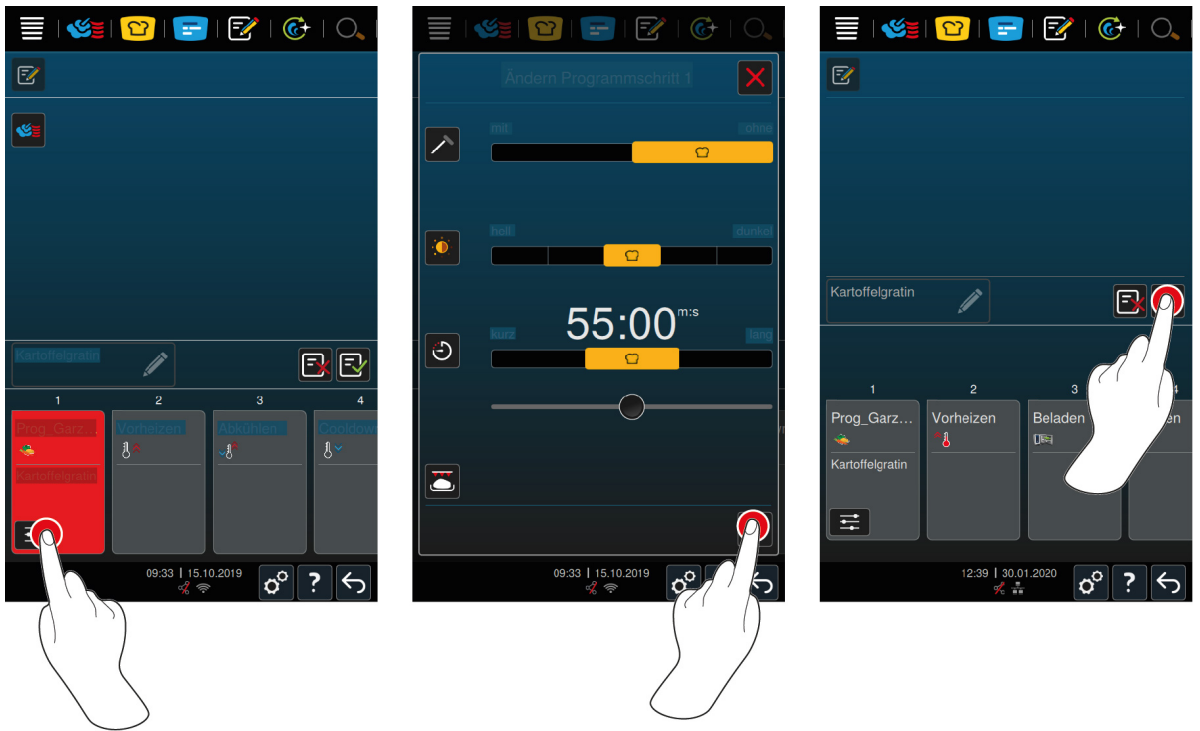 Kartoffelgratin
1 2 3 4
Prog_Garz... Vorheizen Abkühlen Cooldown
Kartoffelgratin
09:33 | 15.10.2019
?
Ändern Programmschritt 1
mit ohne
hell dunkel
55:00 m:s
kurz lang
09:33 | 15.10.2019
Kartoffelgratin
1 2 3 4
Prog_Garz... Vorheizen Beladen
Kartoffelgratin
12:39 | 30.01.2020
?